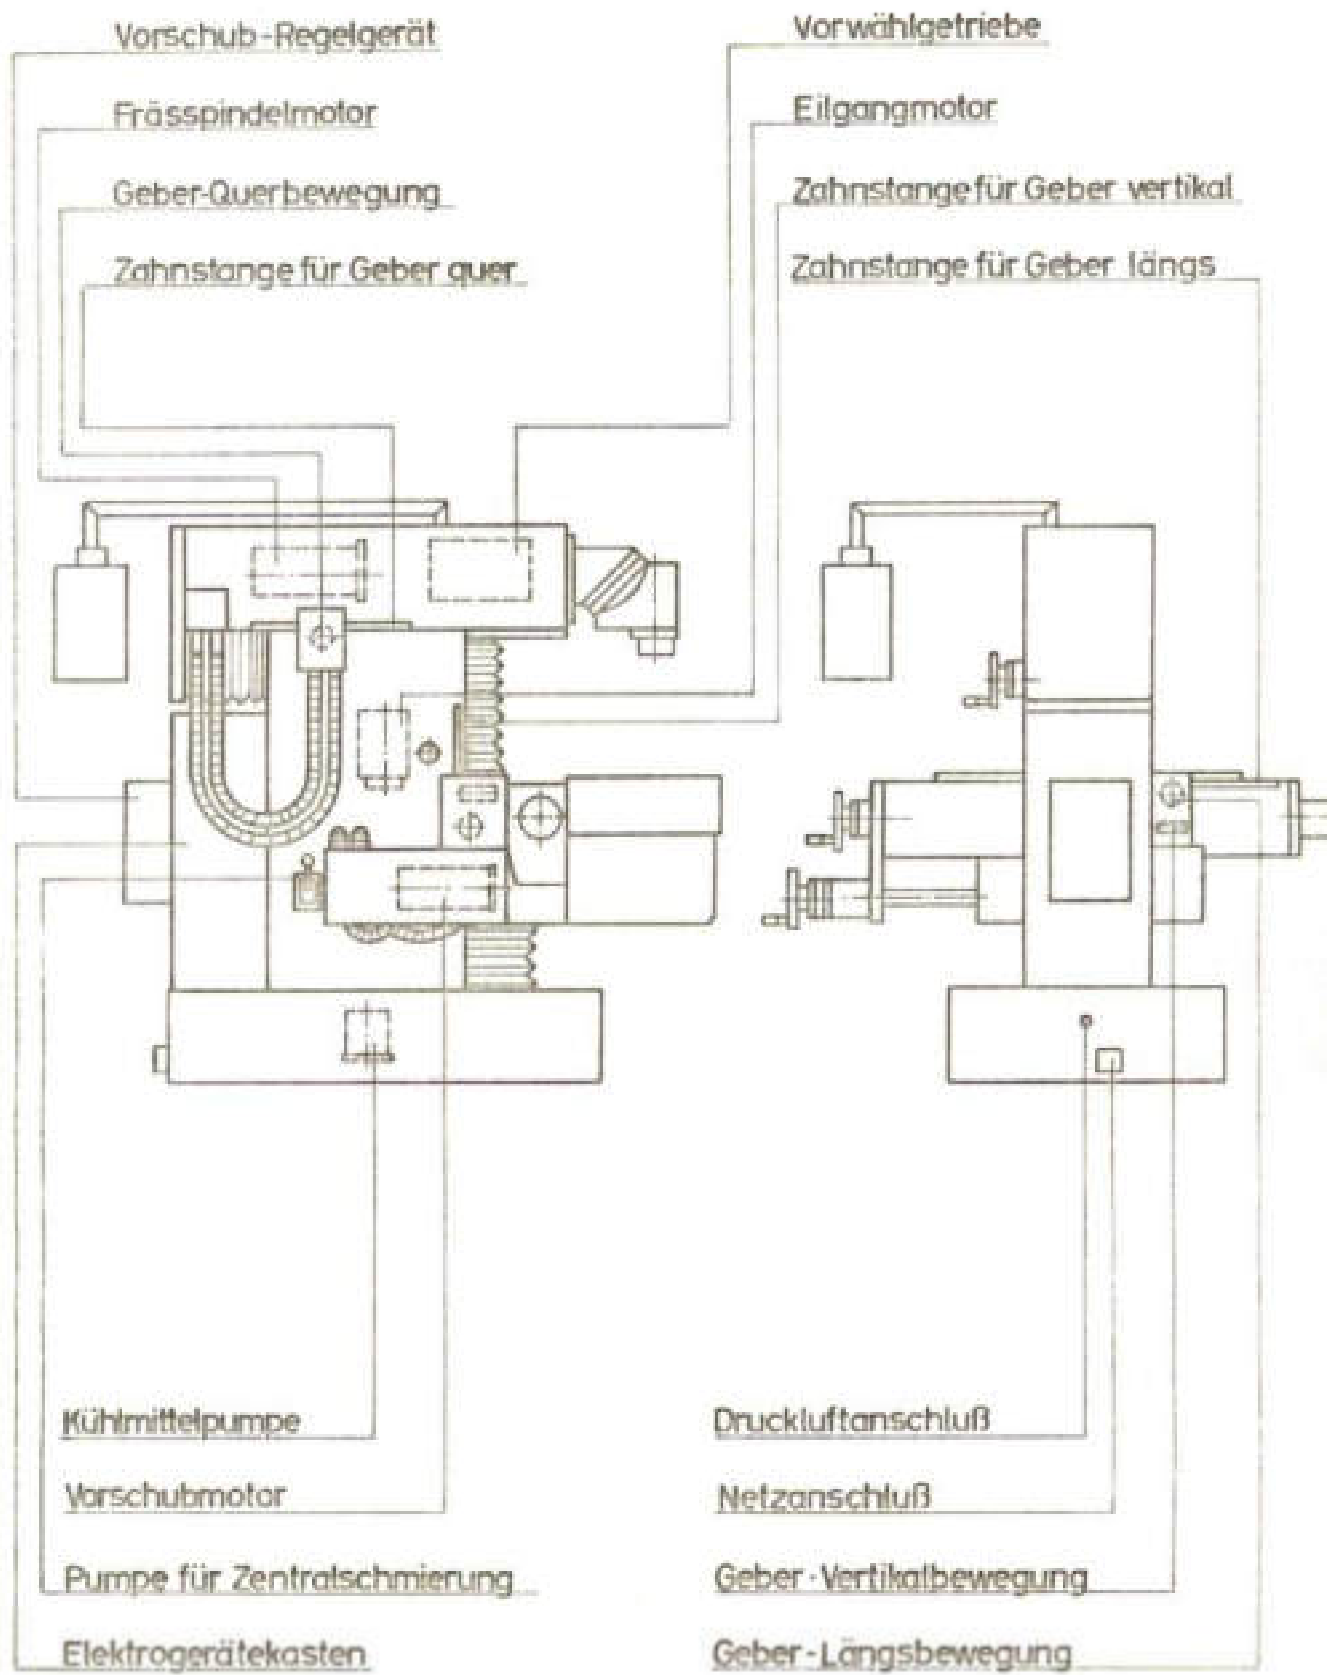 Vorschub-Regelgerät
Frässpindelmotor
Geber-Querbewegung
Zahnstange für Geber quer
Vorwählgetriebe
Eilgangmotor
Zahnstange für Geber vertikal
Zahnstange für Geber längs
Kühlmittelpumpe
Vorschubmotor
Pumpe für Zentralschmierung
Elektrogerätekasten
Druckluftanschluß
Netzanschluß
Geber-Vertikalbewegung
Geber-Längsbewegung